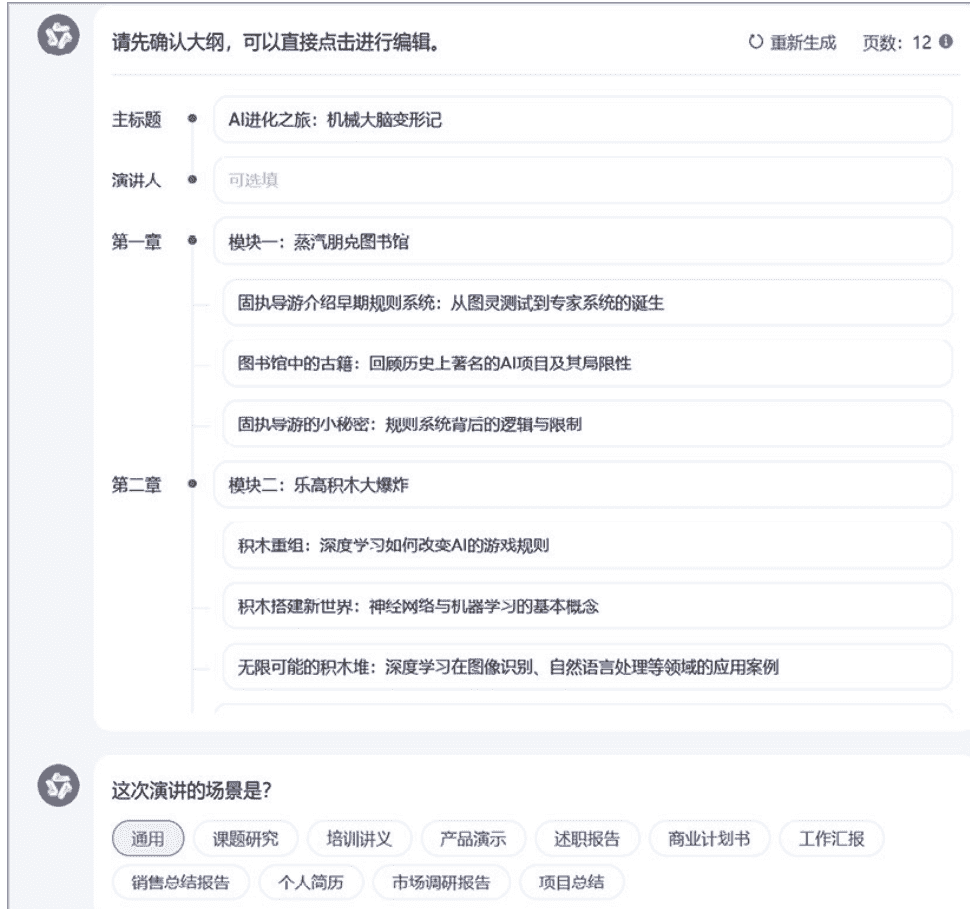 请先确认大纲，可以直接点击进行编辑。 重新生成 页数：12
主标题 AI进化之旅：机械大脑变形记
演讲人 可选填
第一章 模块一：蒸汽朋克图书馆
固执导游介绍早期规则系统：从图灵测试到专家系统的诞生
图书馆中的古籍：回顾历史上著名的AI项目及其局限性
固执导游的小秘密：规则系统背后的逻辑与限制
第二章 模块二：乐高积木大爆炸
积木重组：深度学习如何改变AI的游戏规则
积木搭建新世界：神经网络与机器学习的基本概念
无限可能的积木堆：深度学习在图像识别、自然语言处理等领域的应用案例
这次演讲的场景是？
通用 课题研究 培训讲义 产品演示 述职报告 商业计划书 工作汇报
销售总结报告 个人简历 市场调研报告 项目总结